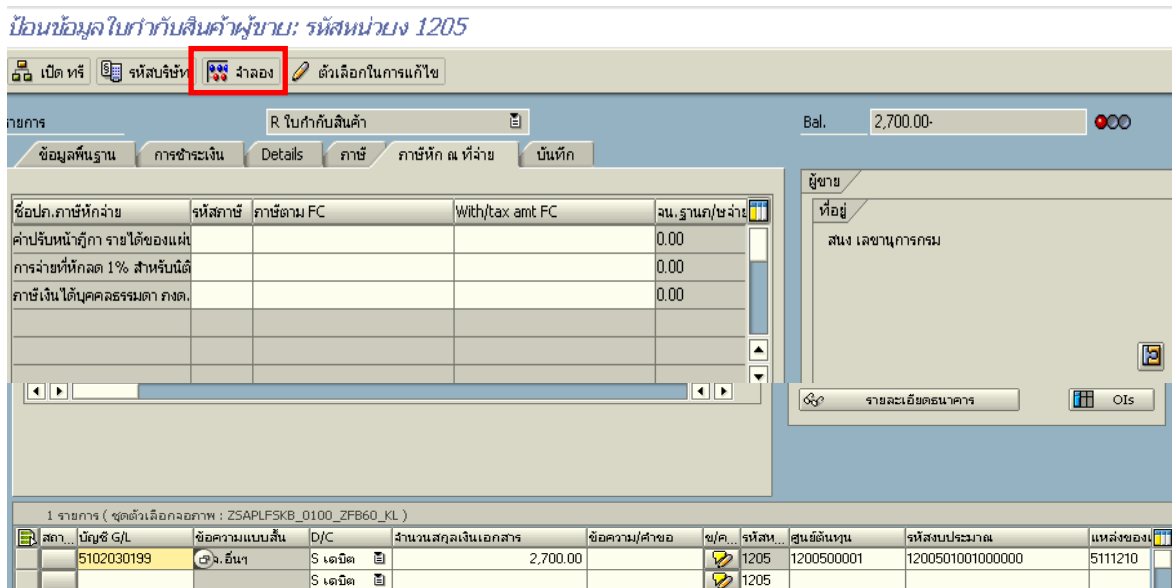 ป้อนข้อมูลใบกำกับสินค้าผู้ขาย: รหัสหน่วยง 1205
เปิด ทรี รหัสบริษัท จำลอง ตัวเลือกในการแก้ไข
ายการ R ใบกำกับสินค้า Bal. 2,700.00-
ข้อมูลพื้นฐาน การชำระเงิน Details ภาษี ภาษีหัก ณ ที่จ่าย บันทึก
ผู้ขาย
ชื่อปภ.ภาษีหักจ่าย รหัสภาษี ภาษีตาม FC With/tax amt FC จน.ฐานภ/ษจ่าย
ที่อยู่
ค่าปรับหน้าฎีกา รายได้ของแผ่น 0.00
สนง เลขานุการกรม
การจ่ายที่หักลด 1% สำหรับนิติ 0.00
ภาษีเงินได้บุคคลธรรมดา ภงด. 0.00
รายละเอียดธนาคาร OIs
1 รายการ ( ชุดตัวเลือกจอภาพ : ZSAPLFSKB_0100_ZFB60_KL )
สถา... บัญชี G/L ข้อความแบบสั้น D/C จำนวนสกุลเงินเอกสาร ข้อความ/คำขอ ข/ค... รหัสห... ศูนย์ต้นทุน รหัสงบประมาณ แหล่งของเ
5102030199 จ.อื่นๆ S เดบิต 2,700.00 1205 1200500001 12005010010000​00 5111210
S เดบิต 1205